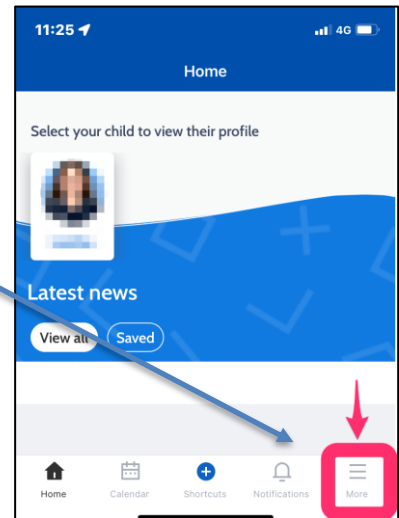 11:25 4G
Home
Select your child to view their profile
Latest news
View all Saved
Home Calendar Shortcuts Notifications More